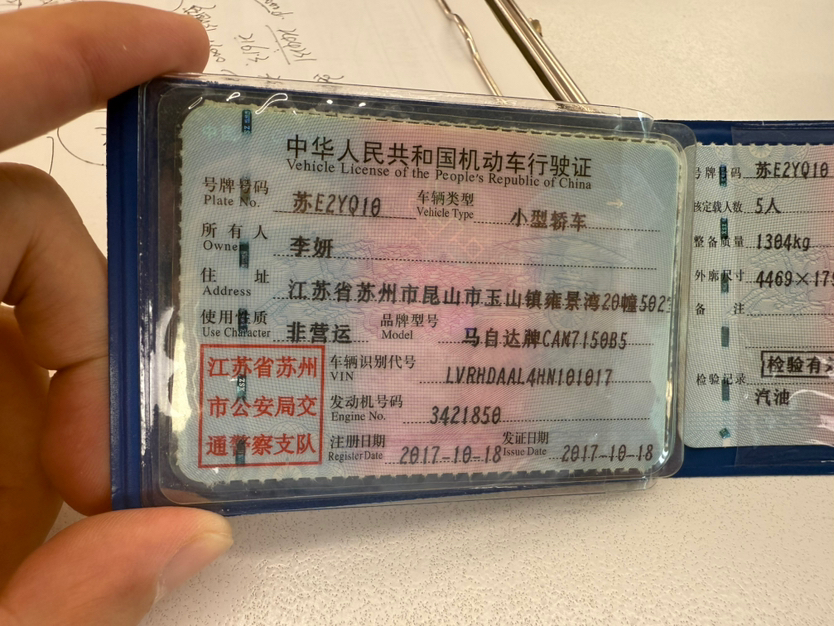 中华人民共和国机动车行驶证
Vehicle License of the People's Republic of China
号牌号码 苏E2YQ10 车辆类型 小型轿车
Plate No. Vehicle Type
所有人 李妍
Owner
住址 江苏省苏州市昆山市玉山镇雍景湾20幢502
Address
使用性质 非营运 品牌型号 马自达牌CAM7150B5
Use Character Model
江苏省苏州
市公安局交
通警察支队
车辆识别代号 LVRHDAAL4HN101017
VIN
发动机号码 3421850
Engine No.
注册日期 2017-10-18 发证日期 2017-10-18
Register Date Issue Date
号牌号码 苏E2YQ10
核定载人数 5人
整备质量 1304kg
外廓尺寸 4469×179
备注
检验记录 检验有
汽油